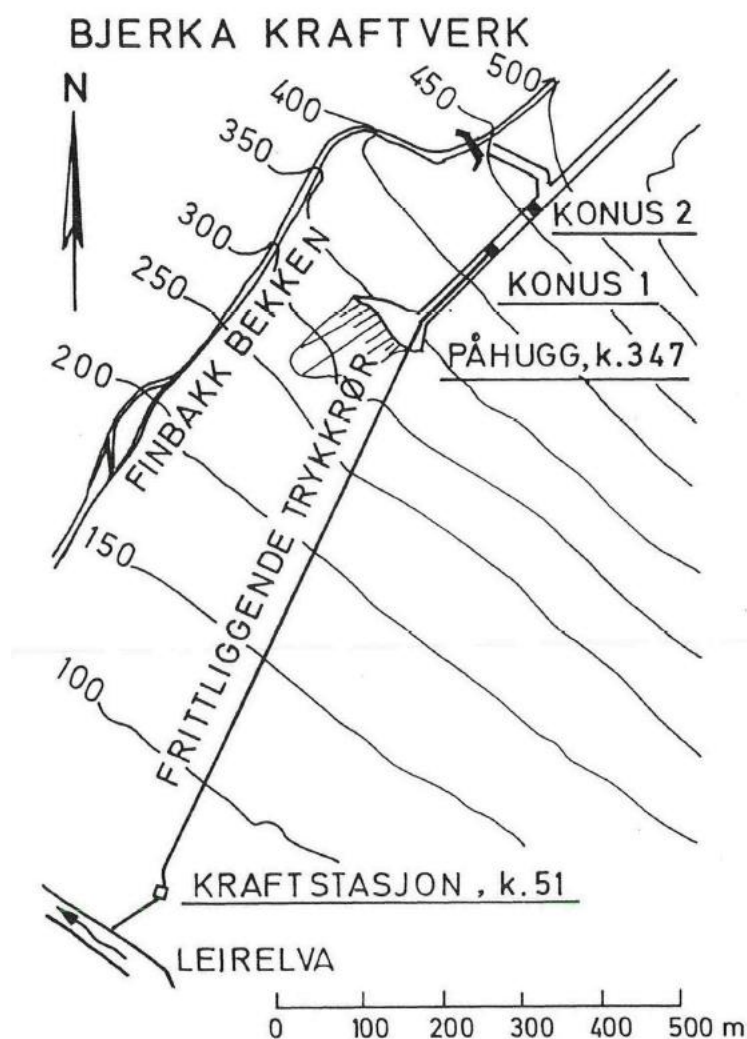 BJERKA KRAFTVERK
N
500
450
400
350
300
250
200
150
100
KONUS 2
KONUS 1
PÅHUGG, k.347
FINBAKK BEKKEN
FRITTLIGGENDE TRYKKRØR
KRAFTSTASJON, k.51
LEIRELVA
0 100 200 300 400 500 m